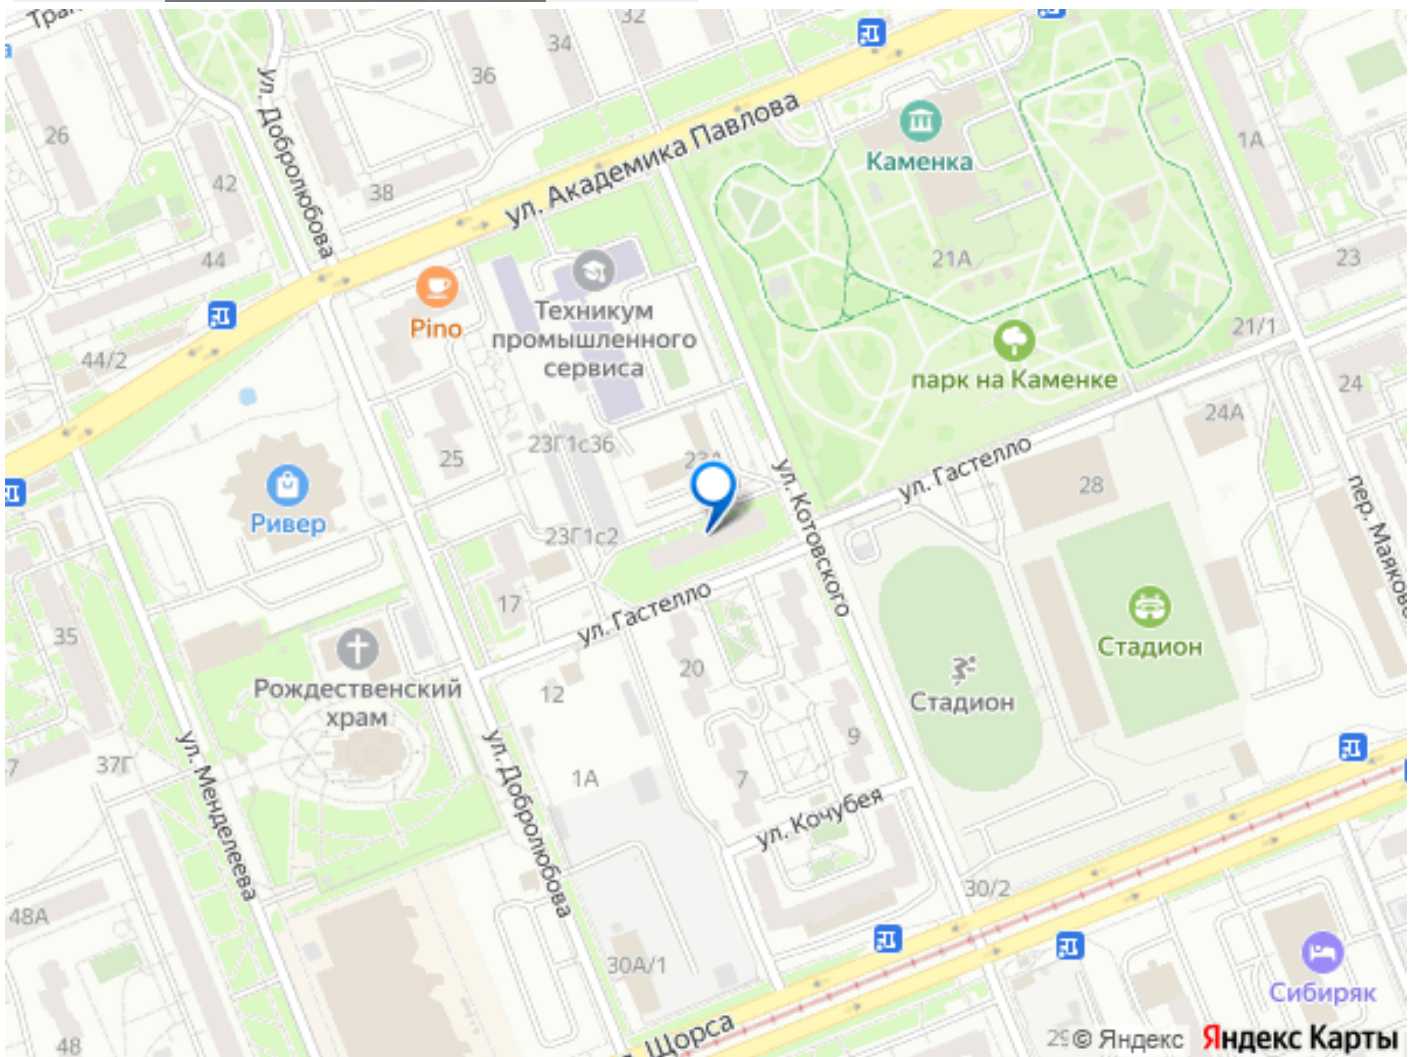 32
34
36
ул. Добролюбова
26
42
38
ул. Академика Павлова
Каменка
1А
44
21А
23
Pino
Техникум
промышленного
сервиса
21/1
44/2
парк на Каменке
24
24А
25
23Г1с36
ул. Котовского
ул. Гастелло
28
пер. Маяковс
Ривер
23Г1с2
17
ул. Гастелло
35
Стадион
Рождественский
храм
20
12
Стадион
9
37Г
7
1А
7
ул. Менделеева
ул. Добролюбова
ул. Кочубея
30/2
48А
30А/1
Сибиряк
Щорса
48
29
© Яндекс
Яндекс Карты